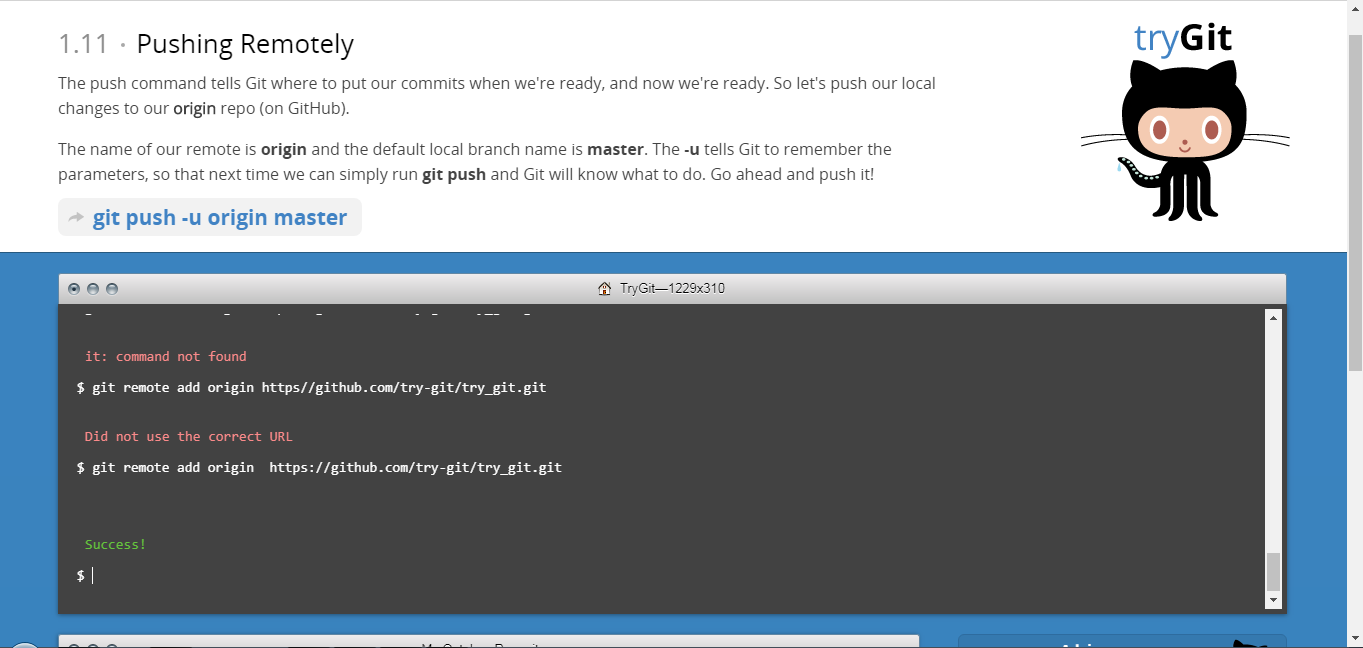 1.11 · Pushing Remotely
tryGit
The push command tells Git where to put our commits when we're ready, and now we're ready. So let's push our local
changes to our origin repo (on GitHub).
The name of our remote is origin and the default local branch name is master. The -u tells Git to remember the
parameters, so that next time we can simply run git push and Git will know what to do. Go ahead and push it!
git push -u origin master
TryGit—1229x310
it: command not found
$ git remote add origin https//github.com/try-git/try_git.git
Did not use the correct URL
$ git remote add origin  https://github.com/try-git/try_git.git
Success!
$